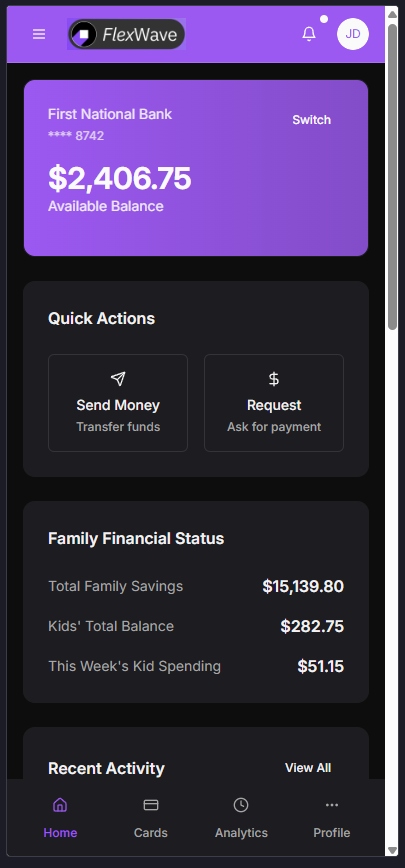 FlexWave
JD
First National Bank
Switch
**** 8742
$2,406.75
Available Balance
Quick Actions
Send Money
Transfer funds
Request
Ask for payment
Family Financial Status
Total Family Savings
$15,139.80
Kids' Total Balance
$282.75
This Week's Kid Spending
$51.15
Recent Activity
View All
Home
Cards
Analytics
Profile